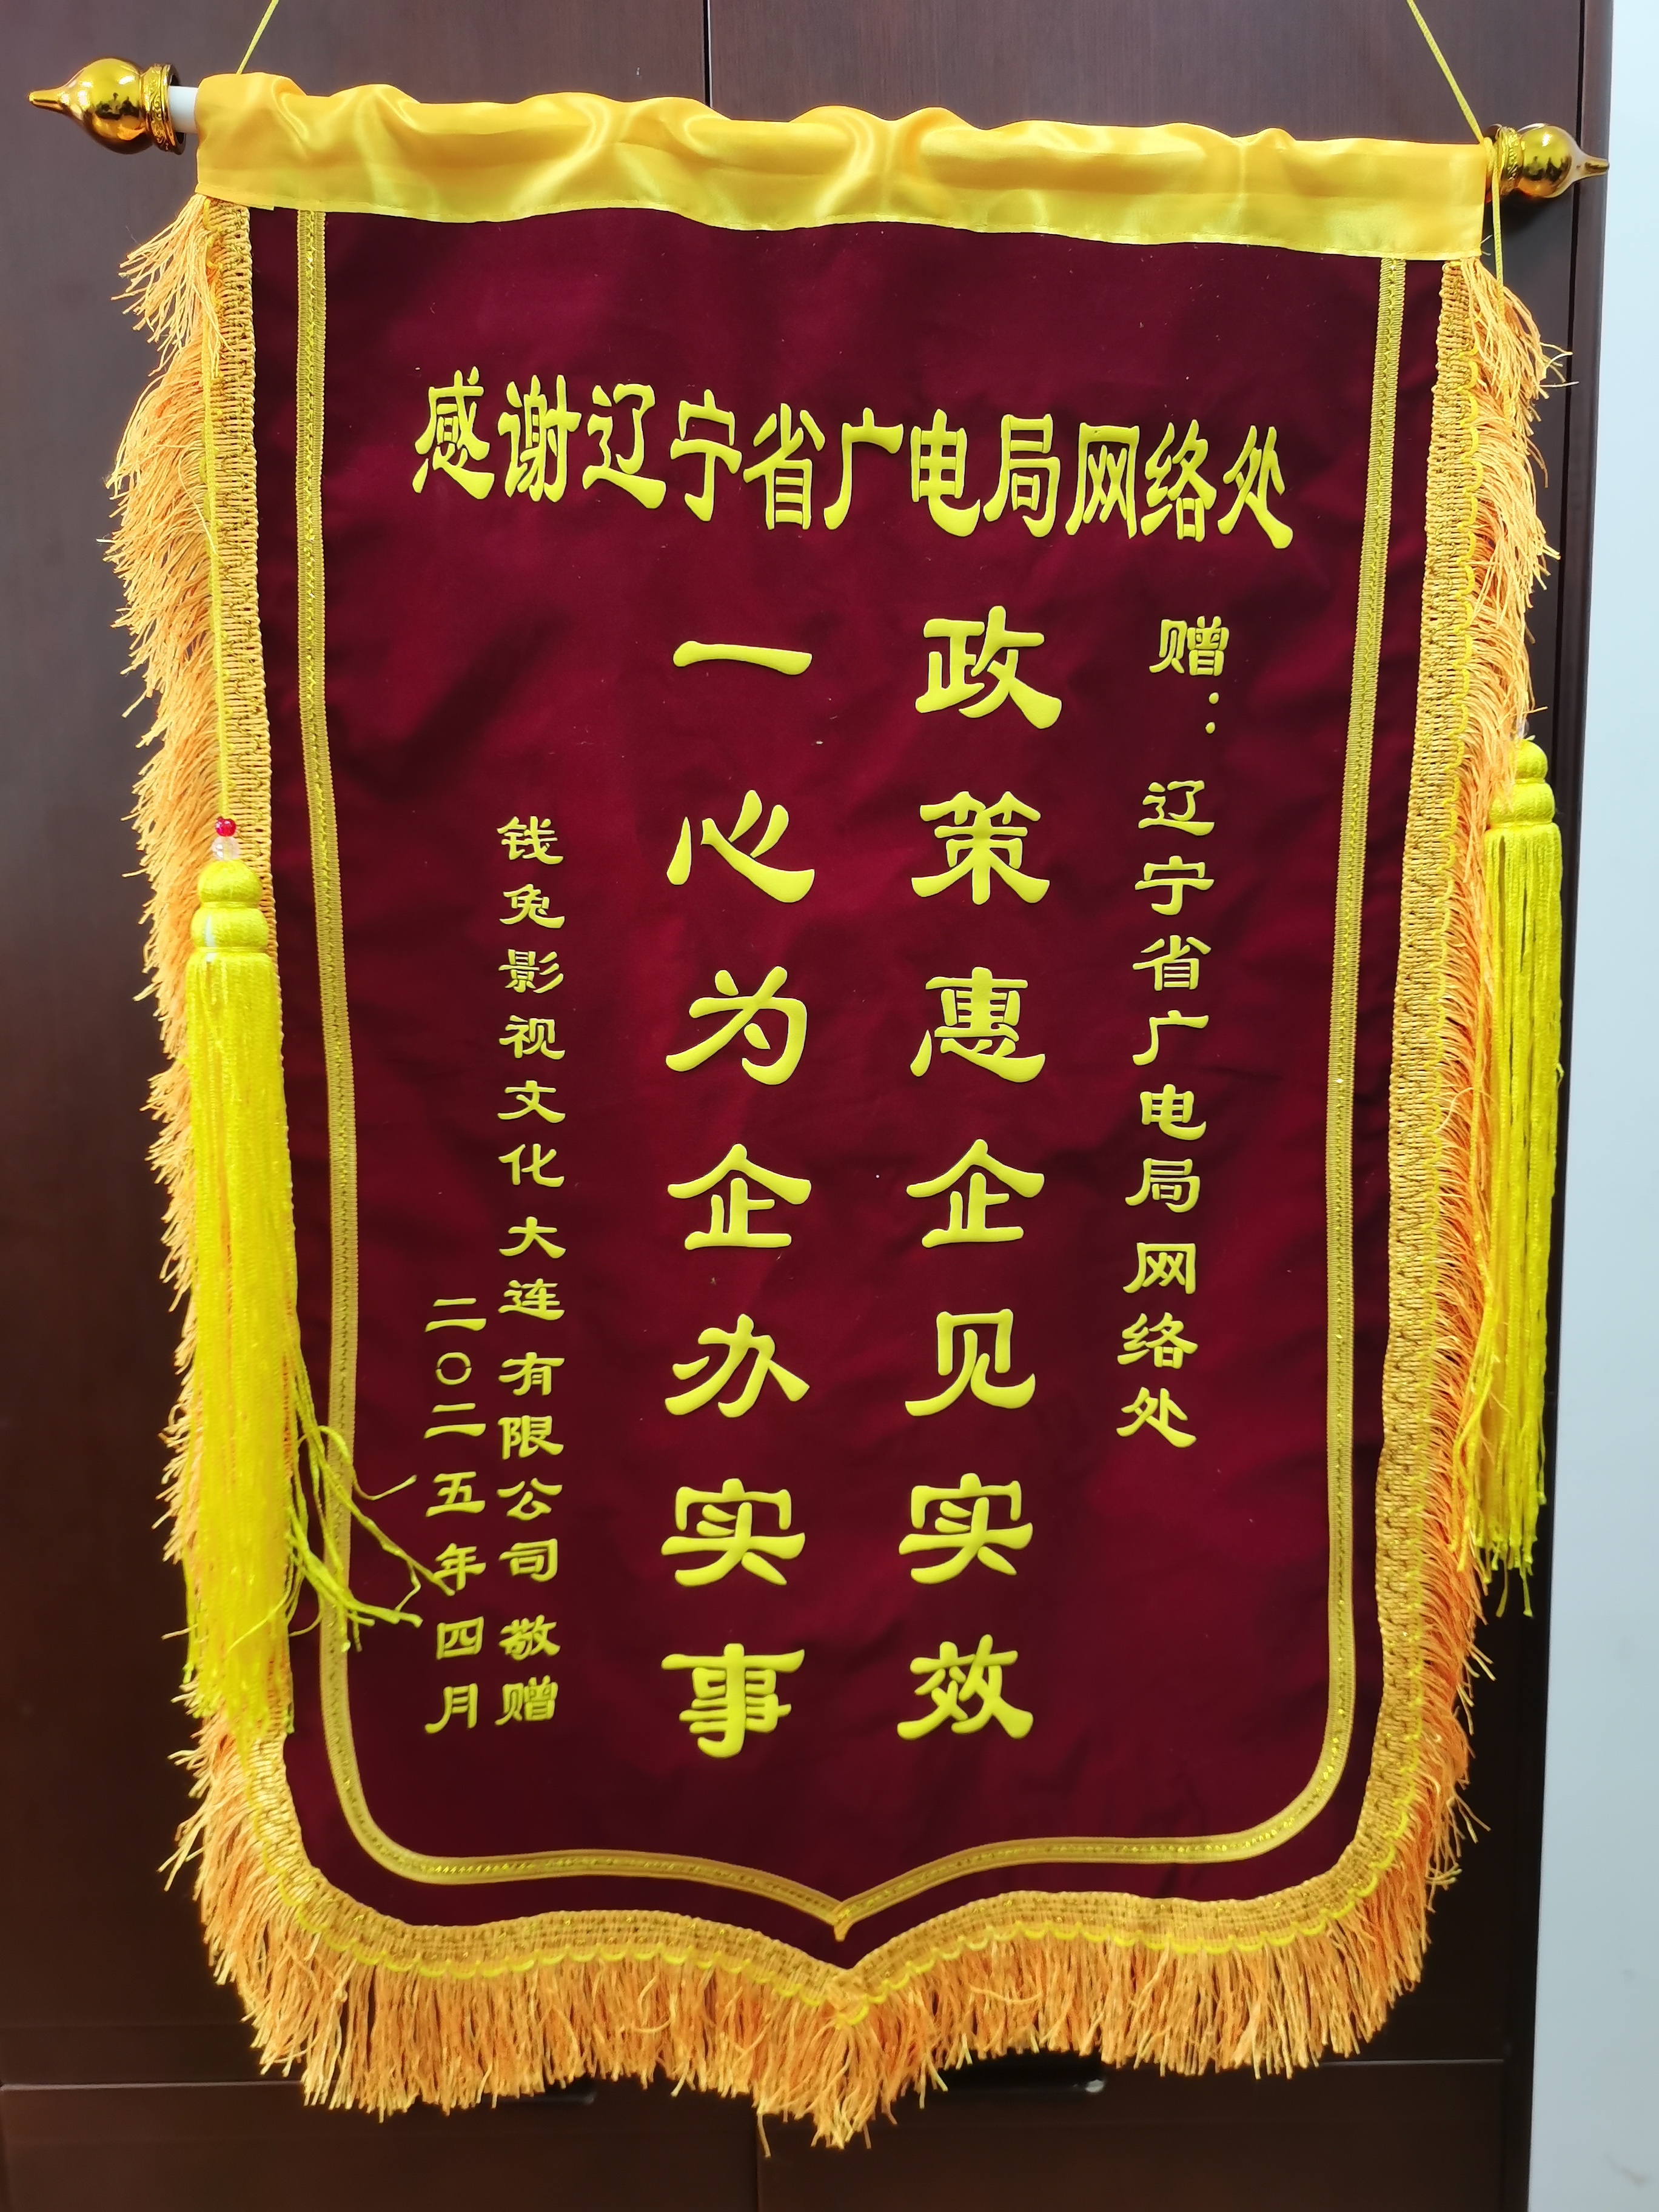 感谢辽宁省广电局网络处
赠：辽宁省广电局网络处
政策惠企见实效
一心为企办实事
钱兔影视文化大连有限公司 敬赠
二〇二五年四月